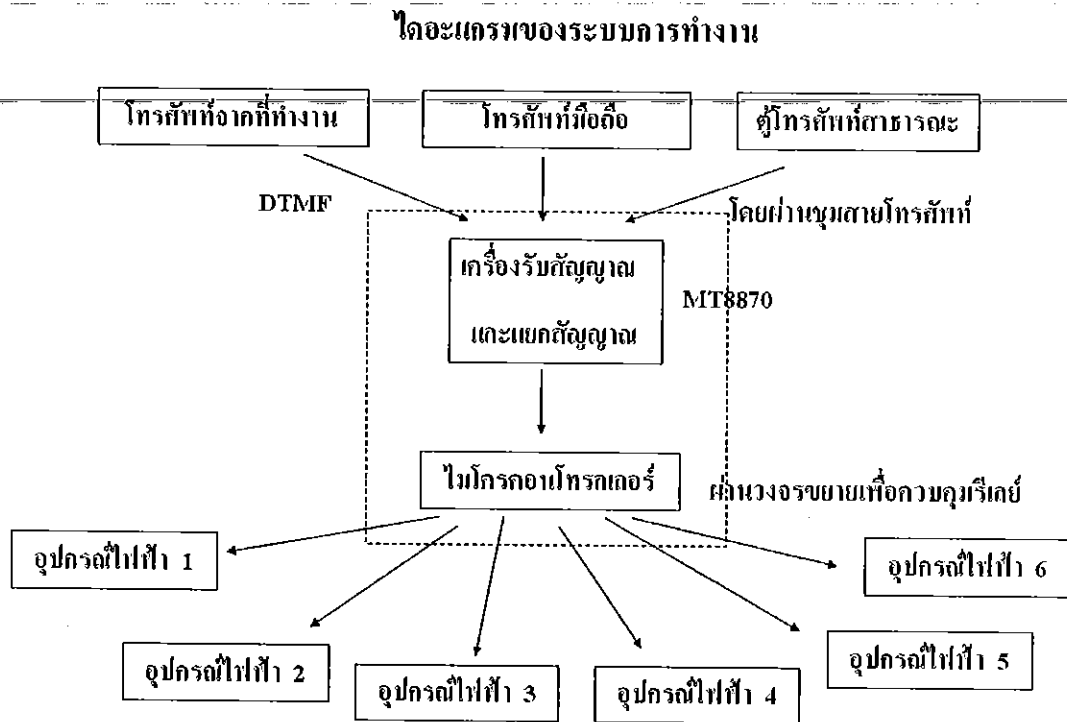 ไดอะแกรมของระบบการทำงาน
โทรศัพท์จากที่ทำงาน
โทรศัพท์มือถือ
ตู้โทรศัพท์สาธารณะ
DTMF
โดยผ่านชุมสายโทรศัพท์
เครื่องรับสัญญาณ
และแยกสัญญาณ
MT8870
ไมโครคอนโทรลเลอร์
ผ่านวงจรขยายเพื่อควบคุมรีเลย์
อุปกรณ์ไฟฟ้า 1
อุปกรณ์ไฟฟ้า 6
อุปกรณ์ไฟฟ้า 2
อุปกรณ์ไฟฟ้า 3
อุปกรณ์ไฟฟ้า 4
อุปกรณ์ไฟฟ้า 5